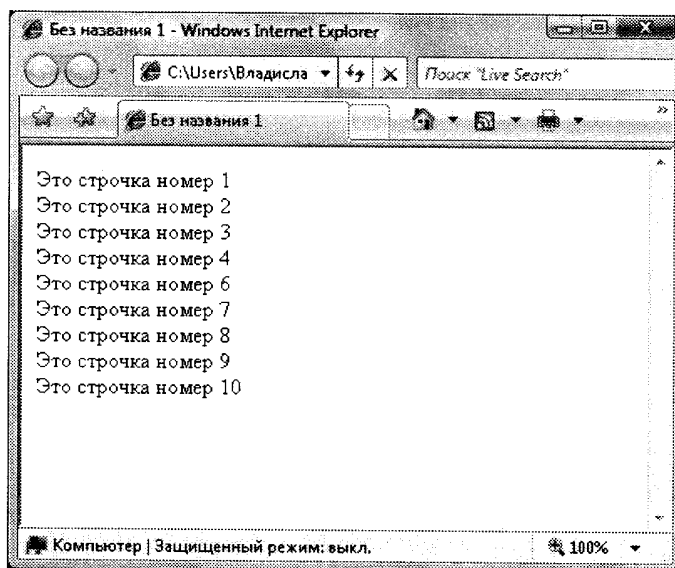 Без названия 1 - Windows Internet Explorer
C:\Users\Владисла
Поиск "Live Search"
Без названия 1
»
Это строчка номер 1
Это строчка номер 2
Это строчка номер 3
Это строчка номер 4
Это строчка номер 6
Это строчка номер 7
Это строчка номер 8
Это строчка номер 9
Это строчка номер 10
Компьютер | Защищенный режим: выкл.
100%